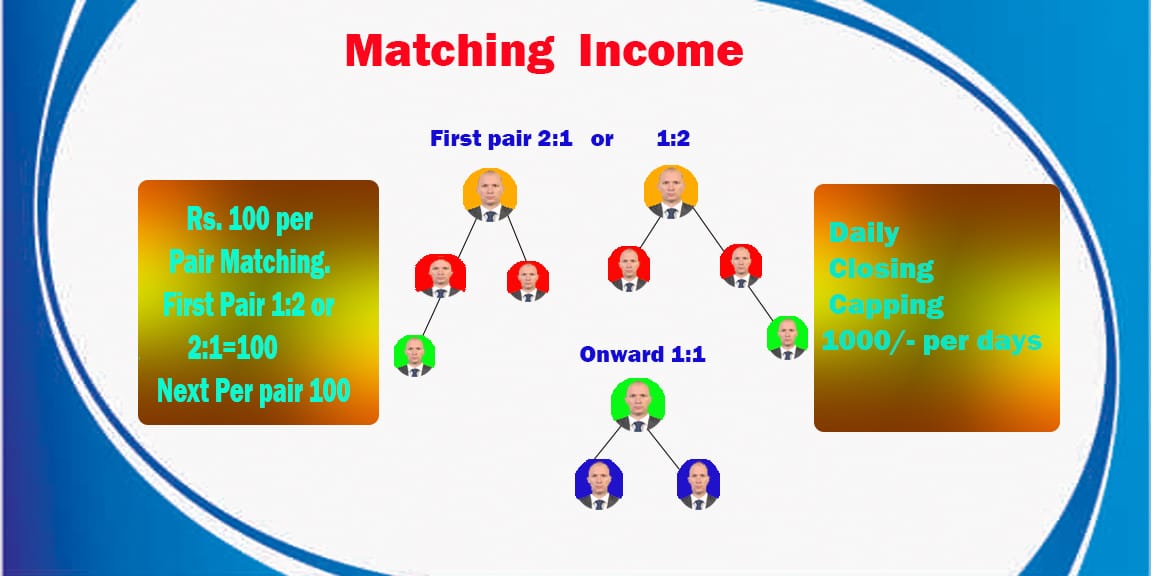 Matching Income
First pair 2:1 or 1:2
Rs. 100 per
Pair Matching.
First Pair 1:2 or
2:1=100
Next Per pair 100
Daily
Closing
Capping
1000/- per days
Onward 1:1